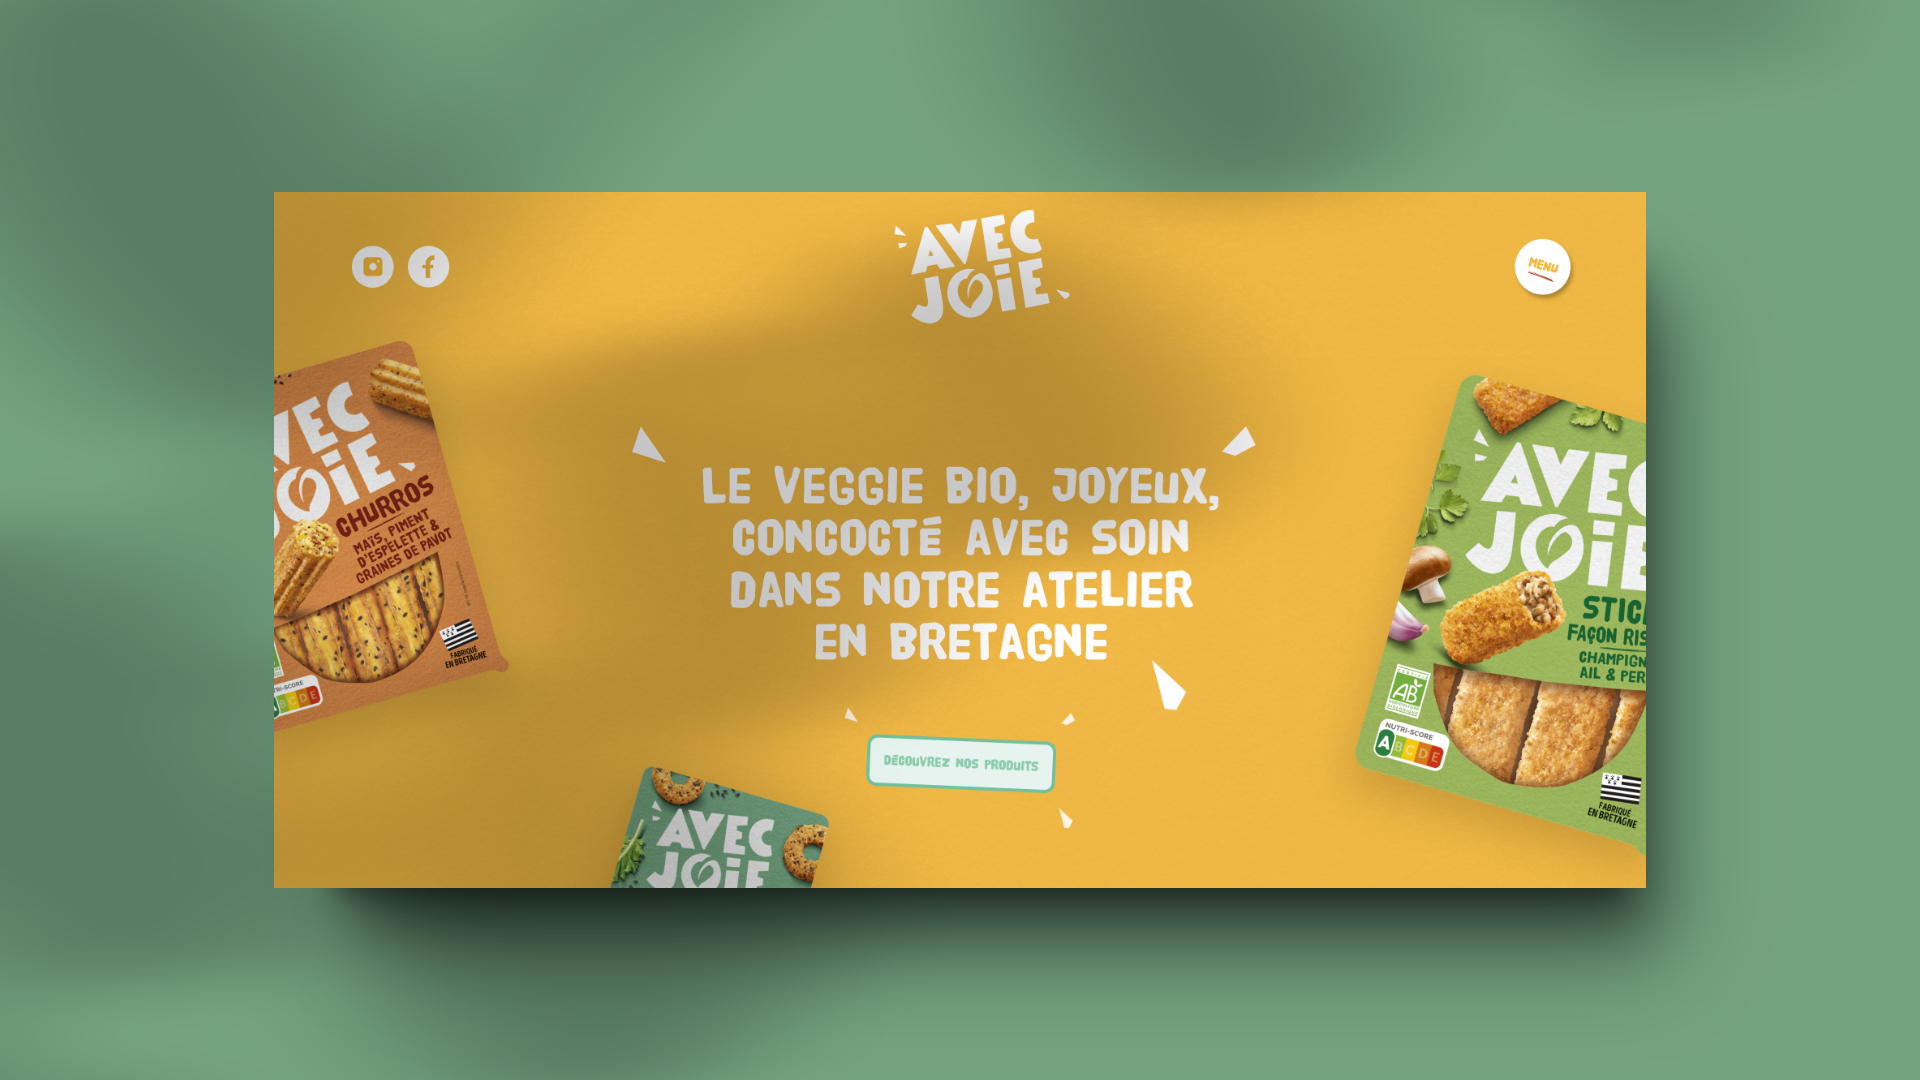 AVEC
JOIE
MENU
LE VEGGIE BIO, JOYEUX,
CONCOCTÉ AVEC SOIN
DANS NOTRE ATELIER
EN BRETAGNE
DÉCOUVREZ NOS PRODUITS
VEC
JOIE
CHURROS
MAÏS, PIMENT
D'ESPELETTE &
GRAINES DE PAVOT
FABRIQUÉ
EN BRETAGNE
TRI-SCORE
A B C D E
AVEC
JOIE
AVEC
JOIE
STIC
FAÇON RIS
CHAMPIGN
AIL & PER
AB
NUTRI-SCORE
A B C D E
FABRIQUÉ
EN BRETAGNE